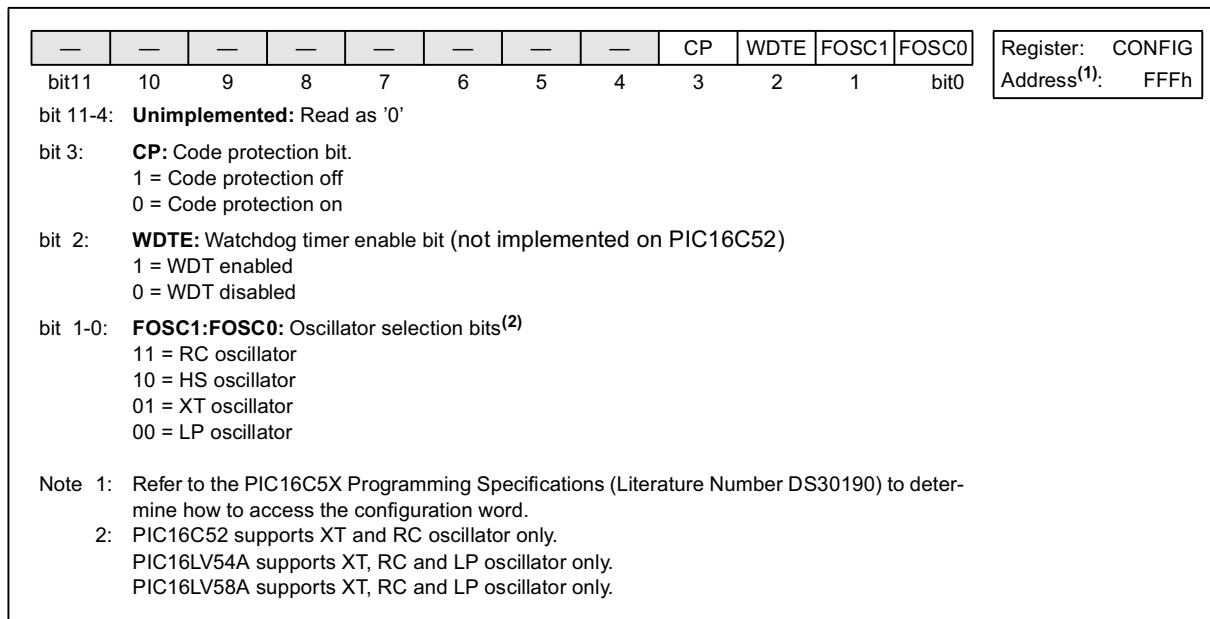 — — — — — — — — CP WDTE FOSC1 FOSC0
bit11 10 9 8 7 6 5 4 3 2 1 bit0
Register: CONFIG
Address(1): FFFh
bit 11-4: Unimplemented: Read as ’0’
bit 3: CP: Code protection bit.
1 = Code protection off
0 = Code protection on
bit 2: WDTE: Watchdog timer enable bit (not implemented on PIC16C52)
1 = WDT enabled
0 = WDT disabled
bit 1-0: FOSC1:FOSC0: Oscillator selection bits(2)
11 = RC oscillator
10 = HS oscillator
01 = XT oscillator
00 = LP oscillator
Note 1: Refer to the PIC16C5X Programming Specifications (Literature Number DS30190) to deter-
mine how to access the configuration word.
2: PIC16C52 supports XT and RC oscillator only.
PIC16LV54A supports XT, RC and LP oscillator only.
PIC16LV58A supports XT, RC and LP oscillator only.